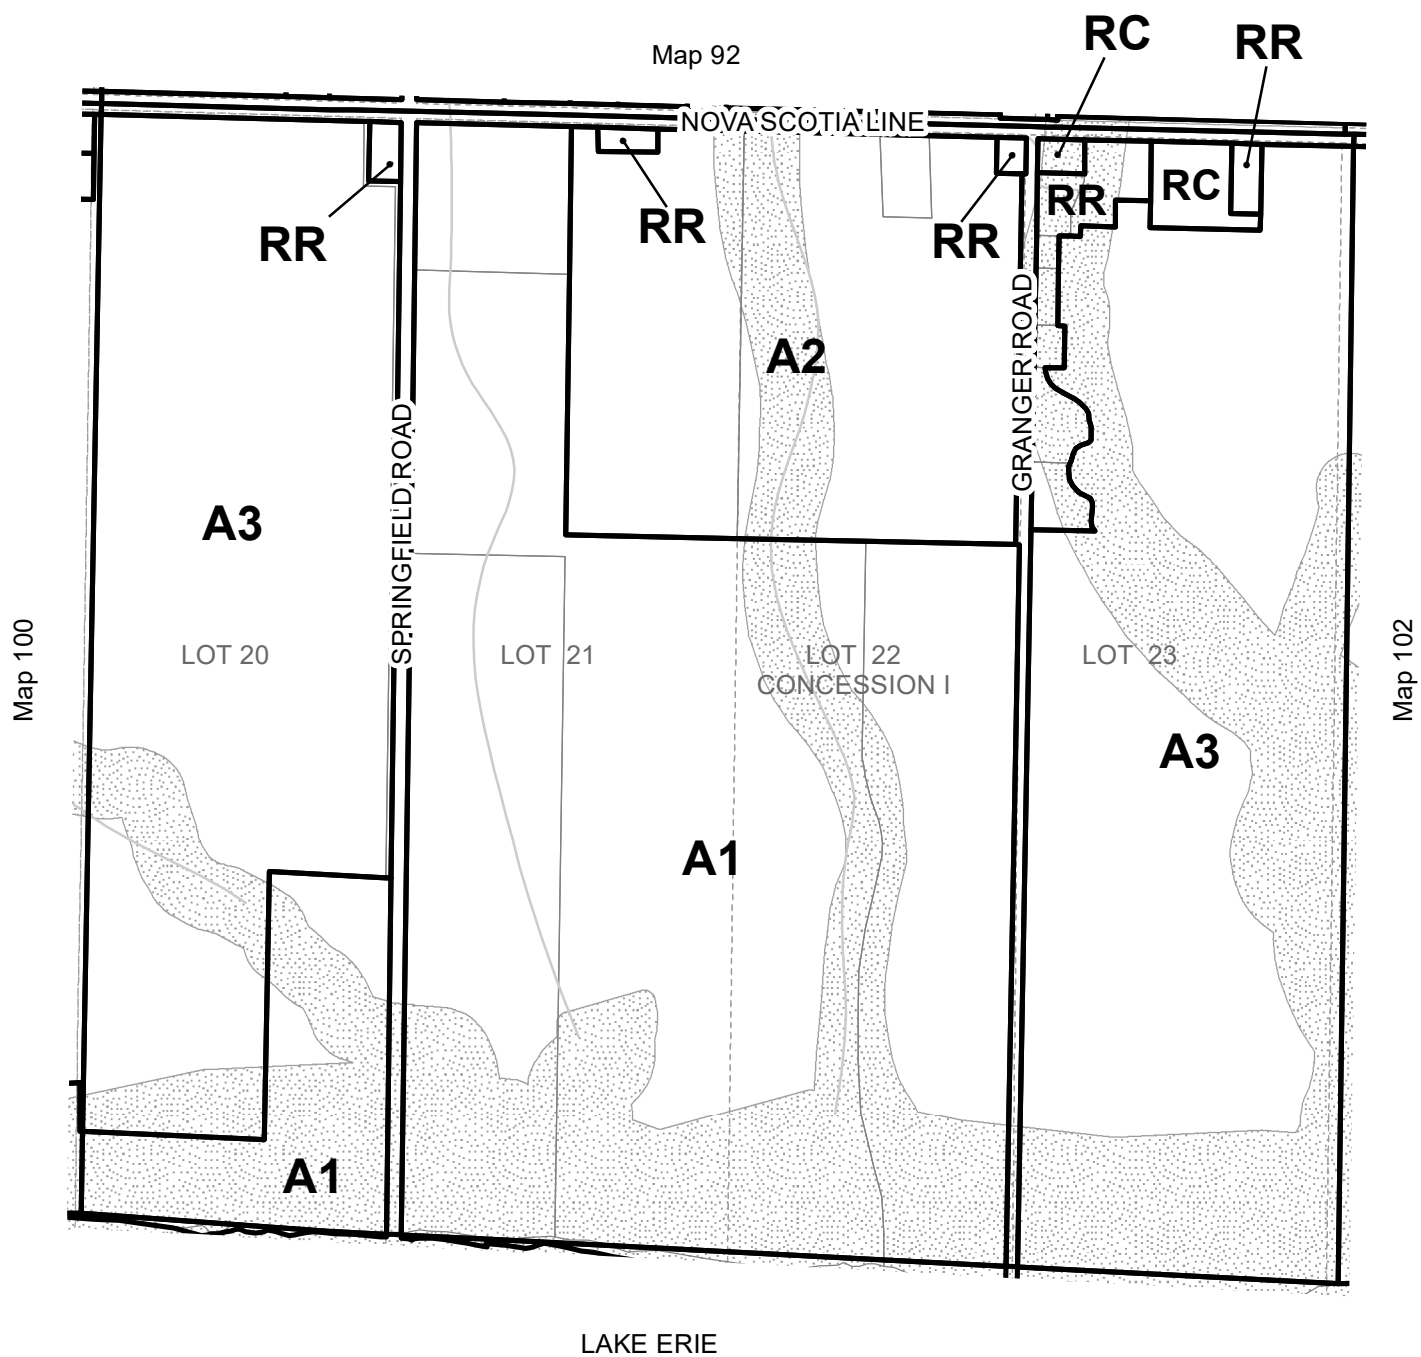 RC
RR
Map 92
NOVA SCOTIA LINE
RR
RR
RR
RR
RC
A2
GRANGER ROAD
SPRINGFIELD ROAD
A3
Map 100
LOT 20
LOT 21
LOT 22
CONCESSION I
LOT 23
Map 102
A3
A1
A1
LAKE ERIE